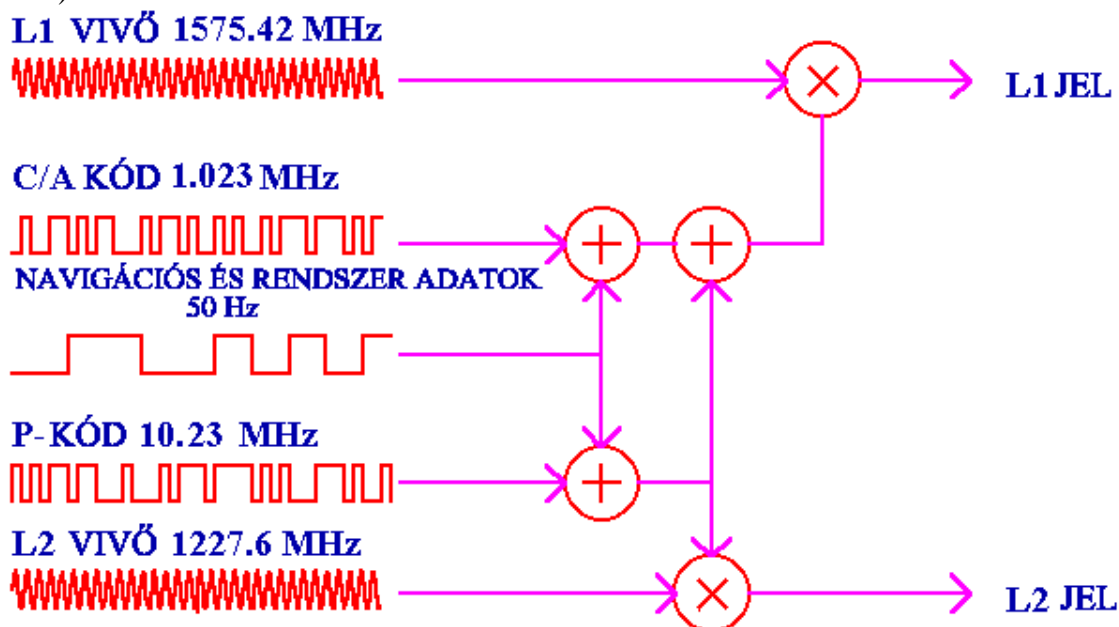 L1 VIVŐ 1575.42 MHz
L1 JEL
C/A KÓD 1.023 MHz
NAVIGÁCIÓS ÉS RENDSZER ADATOK
50 Hz
P-KÓD 10.23 MHz
L2 VIVŐ 1227.6 MHz
L2 JEL